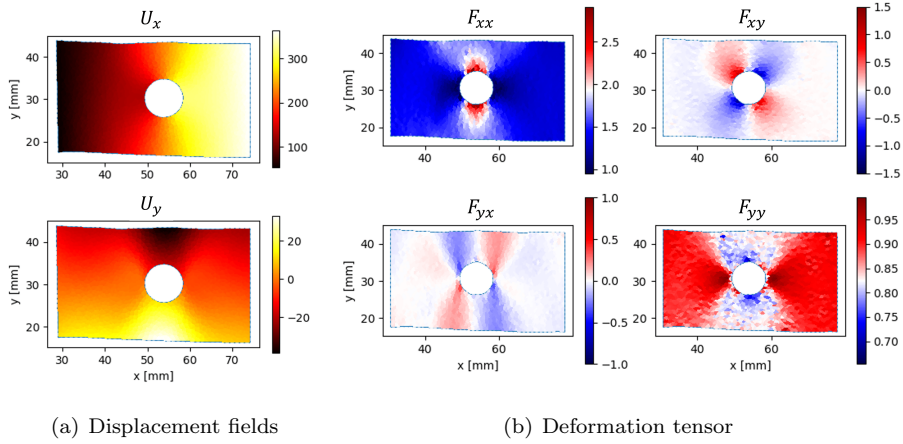 U_x
40
30
20
30 40 50 60 70
y [mm]
300
200
100
F_xx
40
30
20
40 60
y [mm]
2.5
2.0
1.5
1.0
F_xy
40
30
20
40 60
1.5
1.0
0.5
0.0
−0.5
−1.0
−1.5
U_y
40
30
20
30 40 50 60 70
y [mm]
x [mm]
20
0
−20
F_yx
40
30
20
40 60
y [mm]
x [mm]
1.0
0.5
0.0
−0.5
−1.0
F_yy
40
30
20
40 60
x [mm]
0.95
0.90
0.85
0.80
0.75
0.70
(a) Displacement fields
(b) Deformation tensor